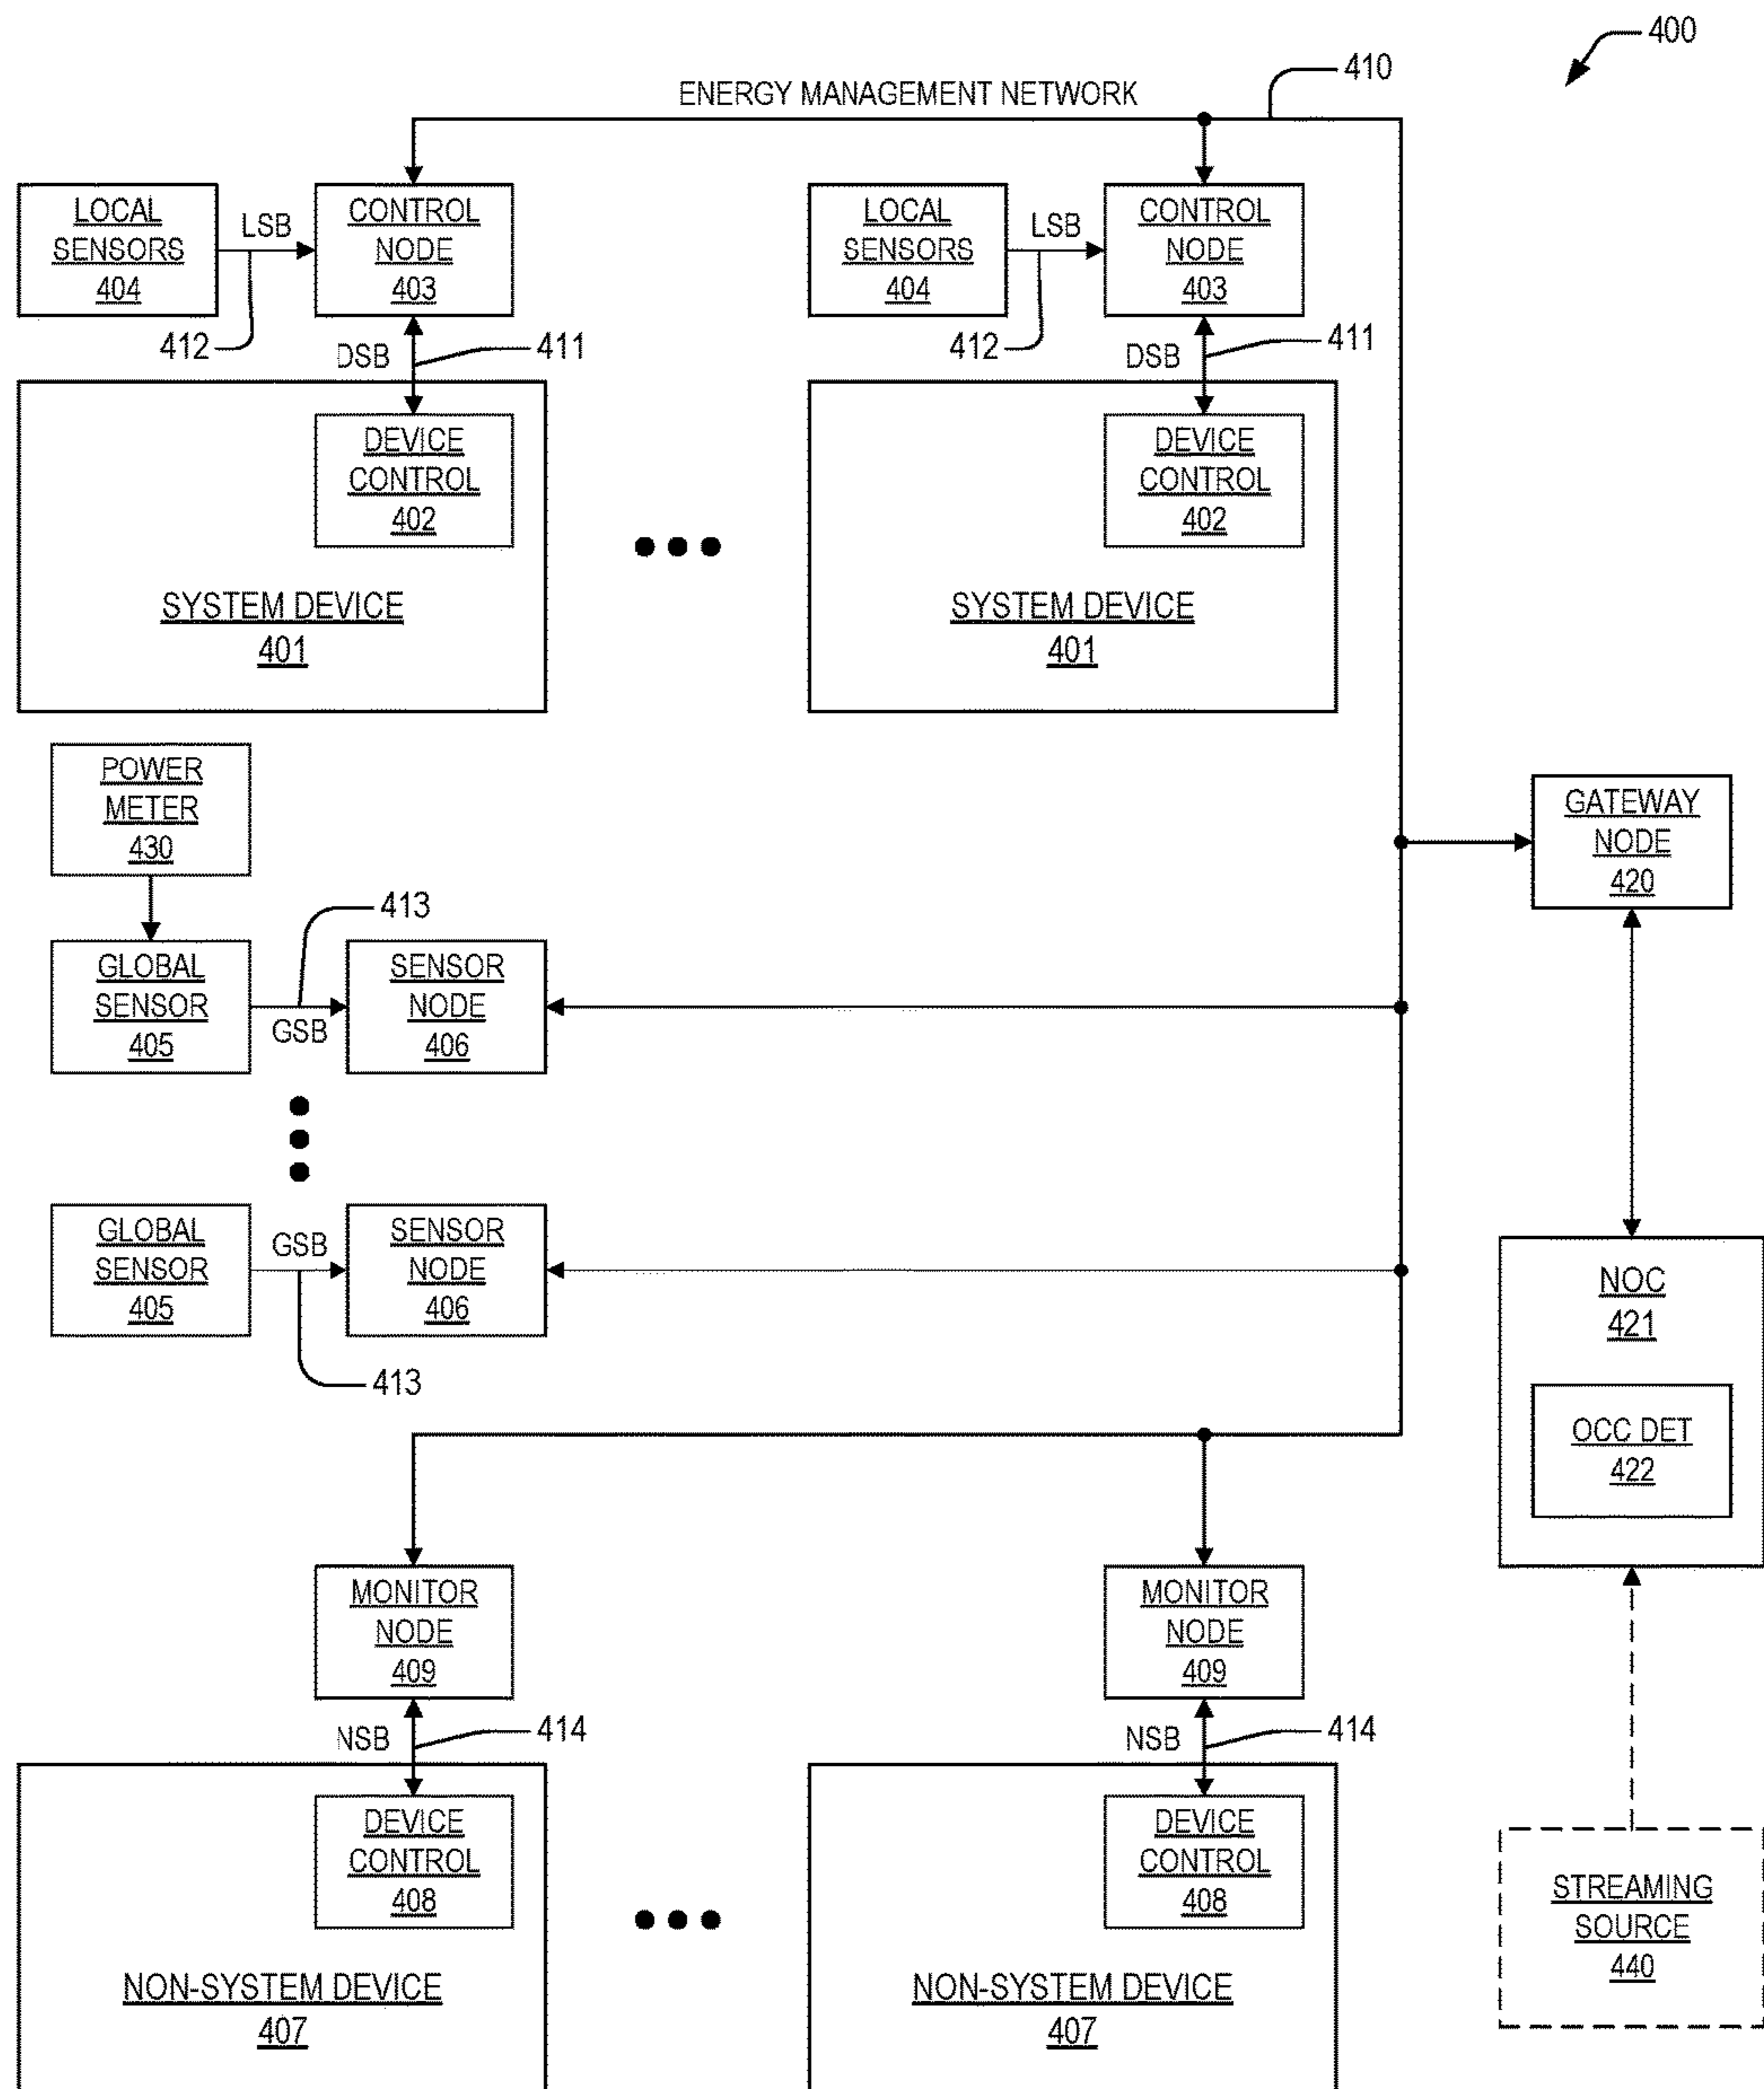 400
ENERGY MANAGEMENT NETWORK
410
LOCAL
SENSORS
404
LSB
412
CONTROL
NODE
403
DSB
411
DEVICE
CONTROL
402
SYSTEM DEVICE
401
LOCAL
SENSORS
404
LSB
412
CONTROL
NODE
403
DSB
411
DEVICE
CONTROL
402
SYSTEM DEVICE
401
POWER
METER
430
GATEWAY
NODE
420
GLOBAL
SENSOR
405
413
GSB
SENSOR
NODE
406
GLOBAL
SENSOR
405
GSB
413
SENSOR
NODE
406
NOC
421
OCC DET
422
MONITOR
NODE
409
NSB
414
DEVICE
CONTROL
408
NON-SYSTEM DEVICE
407
MONITOR
NODE
409
NSB
414
DEVICE
CONTROL
408
NON-SYSTEM DEVICE
407
STREAMING
SOURCE
440